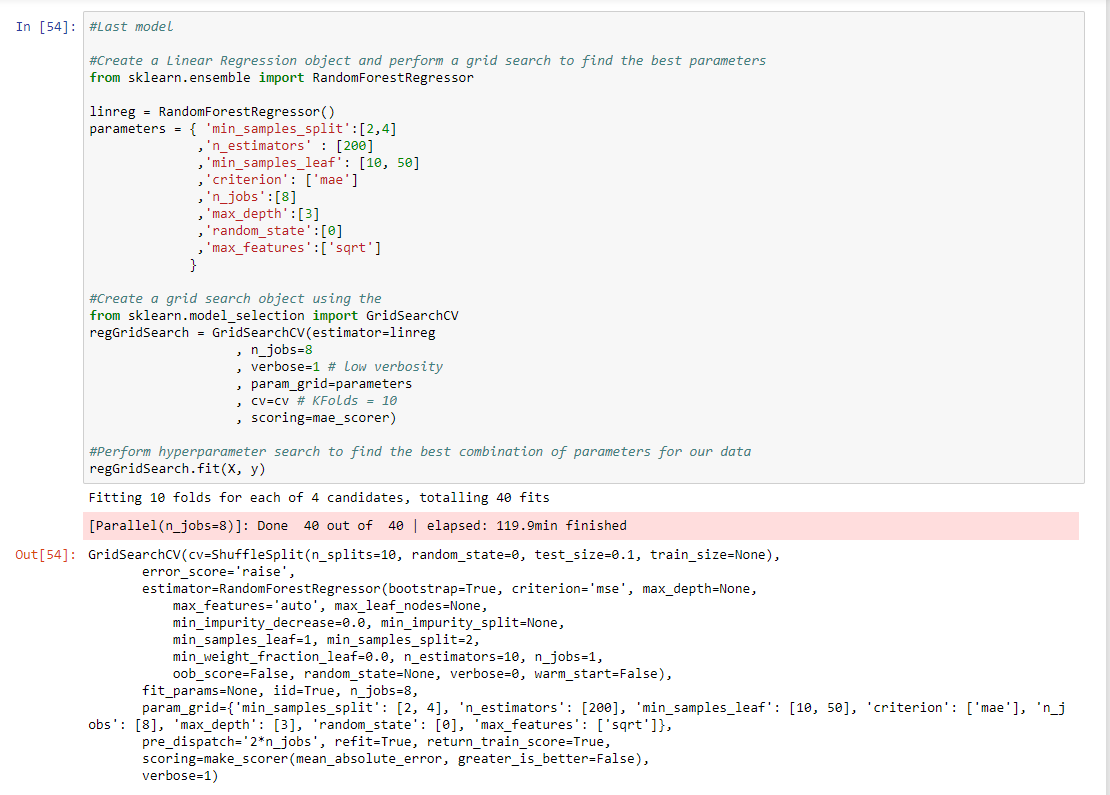 In [54]: #Last model
#Create a Linear Regression object and perform a grid search to find the best parameters
from sklearn.ensemble import RandomForestRegressor
linreg = RandomForestRegressor()
parameters = { 'min_samples_split':[2,4]
,'n_estimators' : [200]
,'min_samples_leaf': [10, 50]
,'criterion': ['mae']
,'n_jobs':[8]
,'max_depth':[3]
,'random_state':[0]
,'max_features':['sqrt']
}
#Create a grid search object using the
from sklearn.model_selection import GridSearchCV
regGridSearch = GridSearchCV(estimator=linreg
, n_jobs=8
, verbose=1 # low verbosity
, param_grid=parameters
, cv=cv # KFolds = 10
, scoring=mae_scorer)
#Perform hyperparameter search to find the best combination of parameters for our data
regGridSearch.fit(X, y)
Fitting 10 folds for each of 4 candidates, totalling 40 fits
[Parallel(n_jobs=8)]: Done  40 out of  40 | elapsed: 119.9min finished
Out[54]: GridSearchCV(cv=ShuffleSplit(n_splits=10, random_state=0, test_size=0.1, train_size=None),
error_score='raise',
estimator=RandomForestRegressor(bootstrap=True, criterion='mse', max_depth=None,
max_features='auto', max_leaf_nodes=None,
min_impurity_decrease=0.0, min_impurity_split=None,
min_samples_leaf=1, min_samples_split=2,
min_weight_fraction_leaf=0.0, n_estimators=10, n_jobs=1,
oob_score=False, random_state=None, verbose=0, warm_start=False),
fit_params=None, iid=True, n_jobs=8,
param_grid={'min_samples_split': [2, 4], 'n_estimators': [200], 'min_samples_leaf': [10, 50], 'criterion': ['mae'], 'n_j
obs': [8], 'max_depth': [3], 'random_state': [0], 'max_features': ['sqrt']},
pre_dispatch='2*n_jobs', refit=True, return_train_score=True,
scoring=make_scorer(mean_absolute_error, greater_is_better=False),
verbose=1)